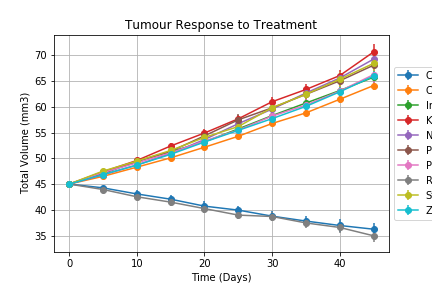 Tumour Response to Treatment
Total Volume (mm3)
70
65
60
55
50
45
40
35
0
10
20
30
40
Time (Days)
C
C
In
K
N
P
P
R
S
Z